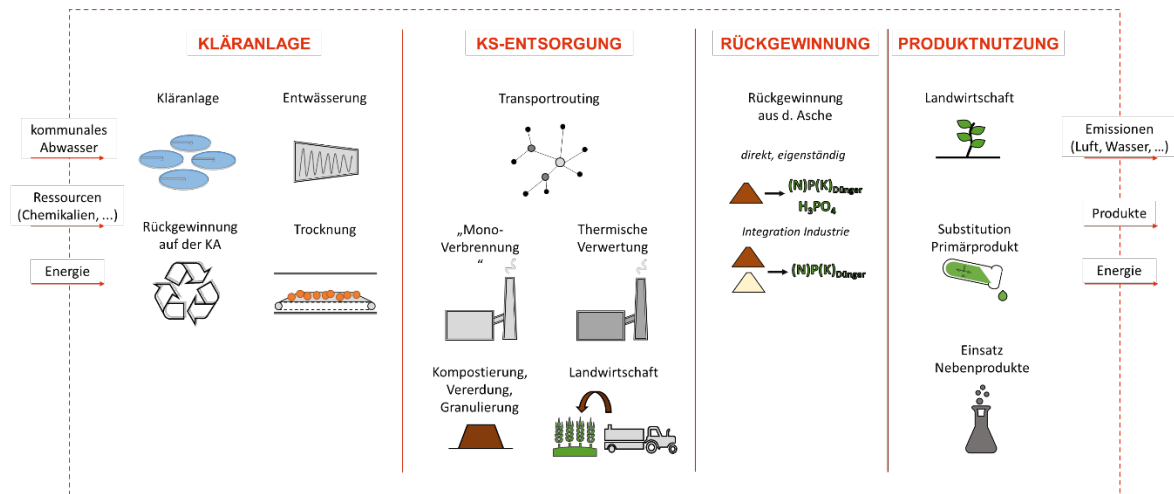 KLÄRANLAGE
KS-ENTSORGUNG
RÜCKGEWINNUNG
PRODUKTNUTZUNG
kommunales
Abwasser
Ressourcen
(Chemikalien, ...)
Energie
Kläranlage
Entwässerung
Rückgewinnung
auf der KA
Trocknung
Transportrouting
„Mono-
Verbrennung
“
Thermische
Verwertung
Kompostierung,
Vererdung,
Granulierung
Landwirtschaft
Rückgewinnung
aus d. Asche
direkt, eigenständig
(N)P(K)Dünger
H3PO4
Integration Industrie
(N)P(K)Dünger
Landwirtschaft
Substitution
Primärprodukt
Einsatz
Nebenprodukte
Emissionen
(Luft, Wasser, ...)
Produkte
Energie